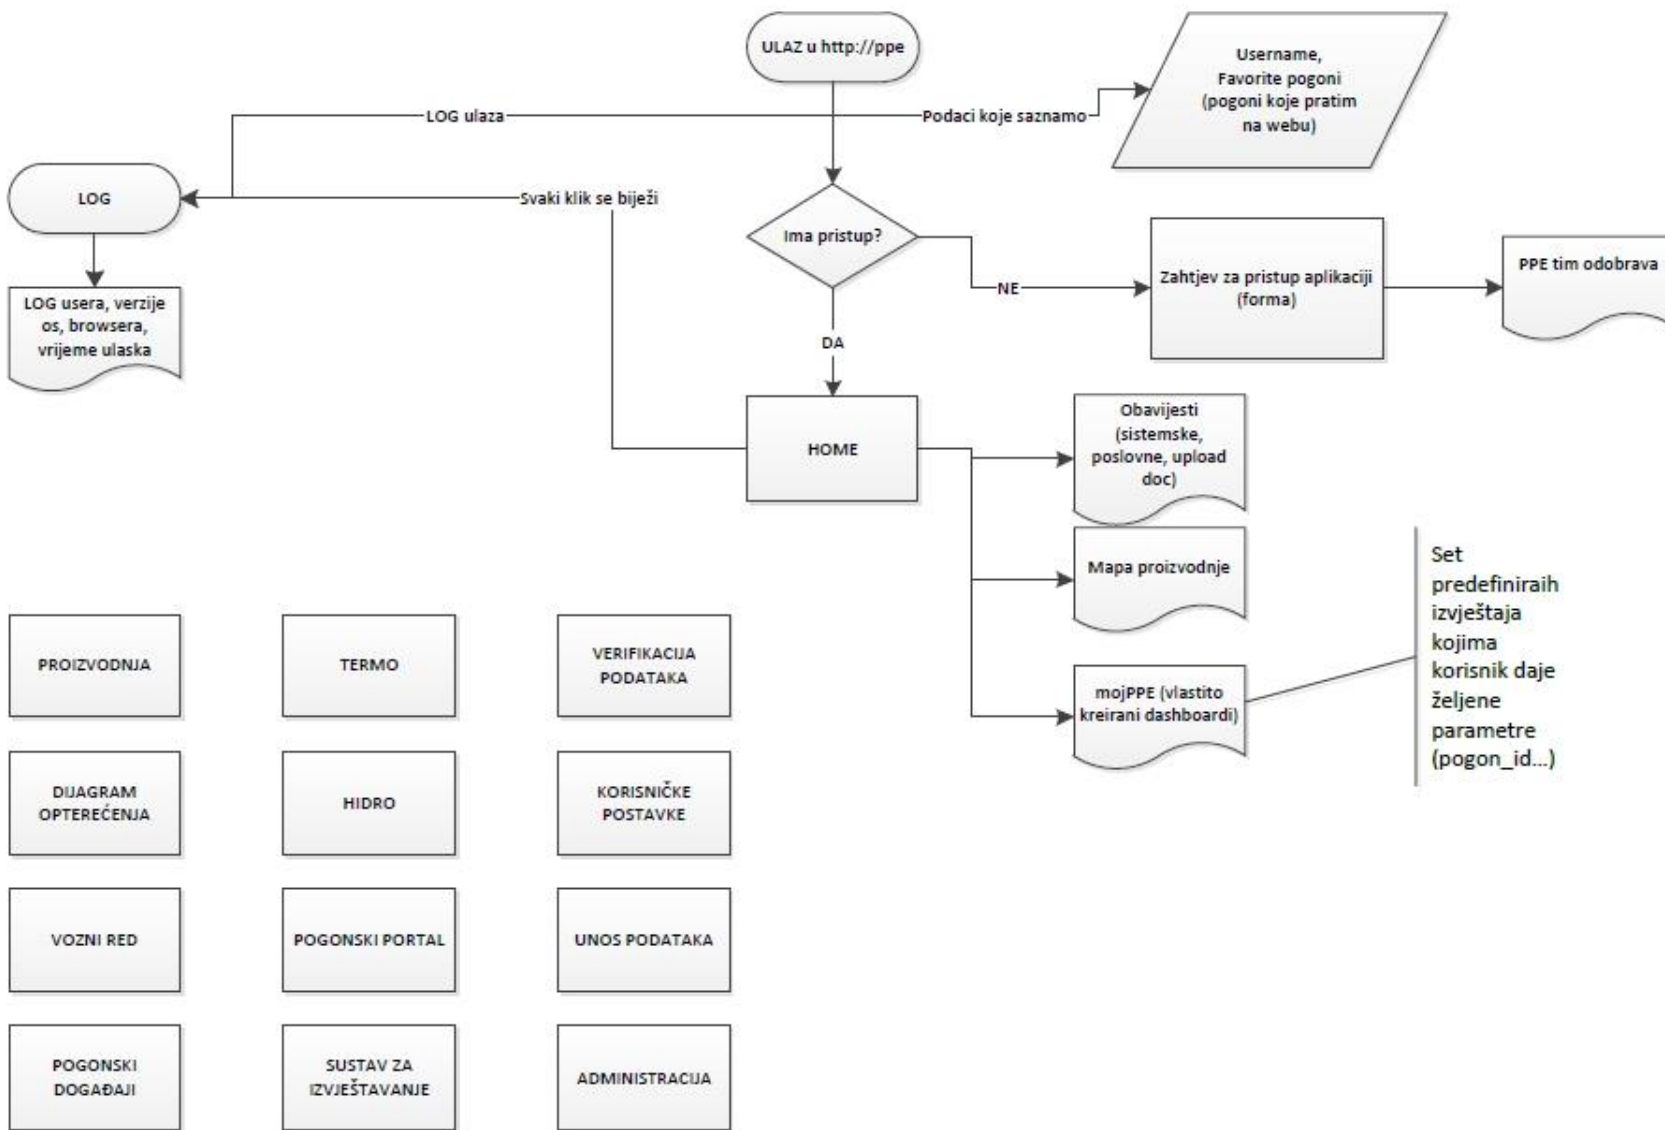 ULAZ u http://ppe
Username,
Favorite pogoni
(pogoni koje pratim
na webu)
LOG ulaza
Podaci koje saznamo
LOG
Svaki klik se biježi
Ima pristup?
NE
Zahtjev za pristup aplikaciji
(forma)
PPE tim odobrava
LOG usera, verzije
os, browsera,
vrijeme ulaska
DA
HOME
Obavijesti
(sistemske,
poslovne, upload
doc)
Mapa proizvodnje
mojPPE (vlastito
kreirani dashboardi)
Set
predefiniraih
izvještaja
kojima
korisnik daje
željene
parametre
(pogon_id...)
PROIZVODNJA
TERMO
VERIFIKACIJA
PODATAKA
DIJAGRAM
OPTEREĆENJA
HIDRO
KORISNIČKE
POSTAVKE
VOZNI RED
POGONSKI PORTAL
UNOS PODATAKA
POGONSKI
DOGAĐAJI
SUSTAV ZA
IZVJEŠTAVANJE
ADMINISTRACIJA